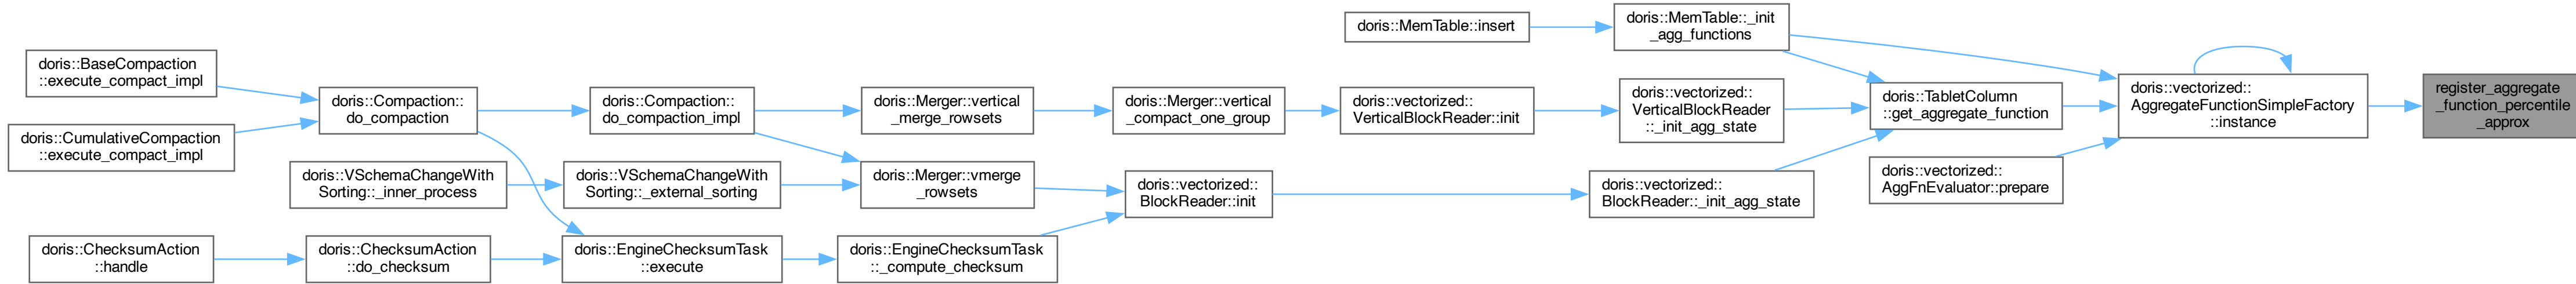 doris::BaseCompaction
::execute_compact_impl
doris::CumulativeCompaction
::execute_compact_impl
doris::ChecksumAction
::handle
doris::Compaction::
do_compaction
doris::VSchemaChangeWith
Sorting::_inner_process
doris::ChecksumAction
::do_checksum
doris::Compaction::
do_compaction_impl
doris::VSchemaChangeWith
Sorting::_external_sorting
doris::EngineChecksumTask
::execute
doris::Merger::vertical
_merge_rowsets
doris::Merger::vmerge
_rowsets
doris::EngineChecksumTask
::_compute_checksum
doris::Merger::vertical
_compact_one_group
doris::vectorized::
BlockReader::init
doris::MemTable::insert
doris::vectorized::
VerticalBlockReader::init
doris::MemTable::_init
_agg_functions
doris::vectorized::
VerticalBlockReader
::_init_agg_state
doris::vectorized::
BlockReader::_init_agg_state
doris::TabletColumn
::get_aggregate_function
doris::vectorized::
AggFnEvaluator::prepare
doris::vectorized::
AggregateFunctionSimpleFactory
::instance
register_aggregate
_function_percentile
_approx